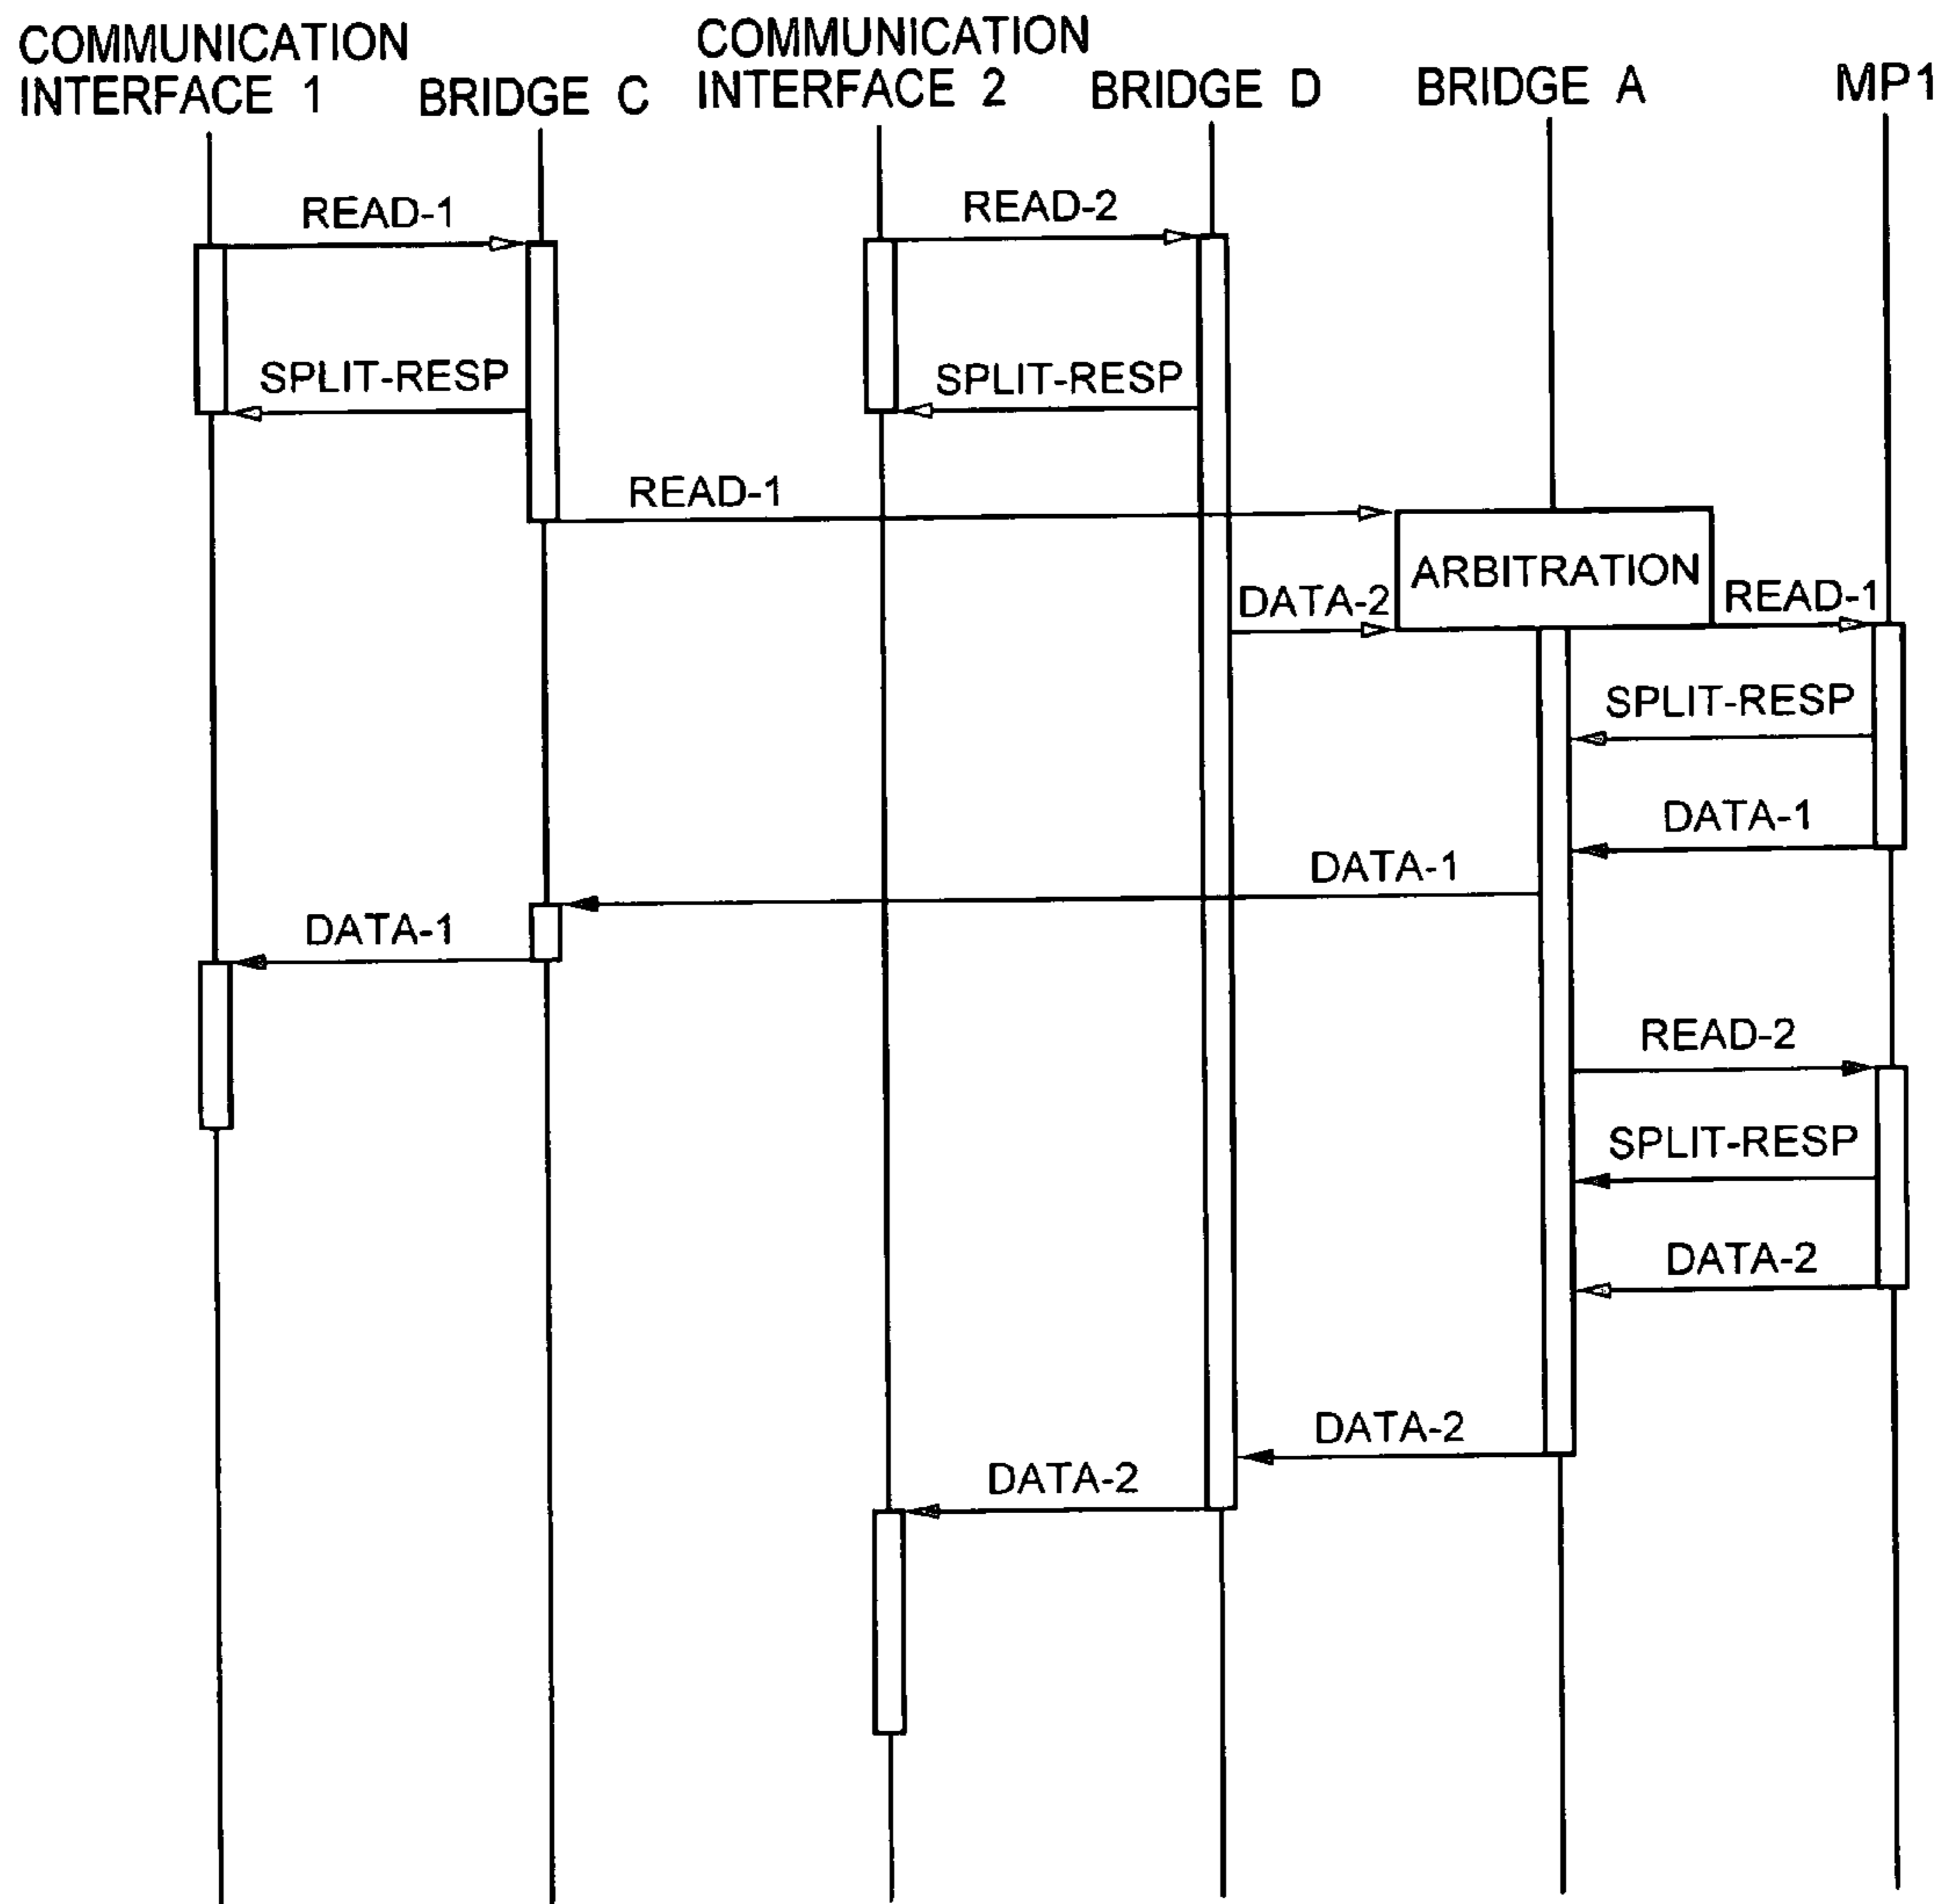 COMMUNICATION
INTERFACE 1
BRIDGE C
COMMUNICATION
INTERFACE 2
BRIDGE D
BRIDGE A
MP1
READ-1
READ-2
SPLIT-RESP
SPLIT-RESP
READ-1
ARBITRATION
DATA-2
READ-1
SPLIT-RESP
DATA-1
DATA-1
DATA-1
READ-2
SPLIT-RESP
DATA-2
DATA-2
DATA-2